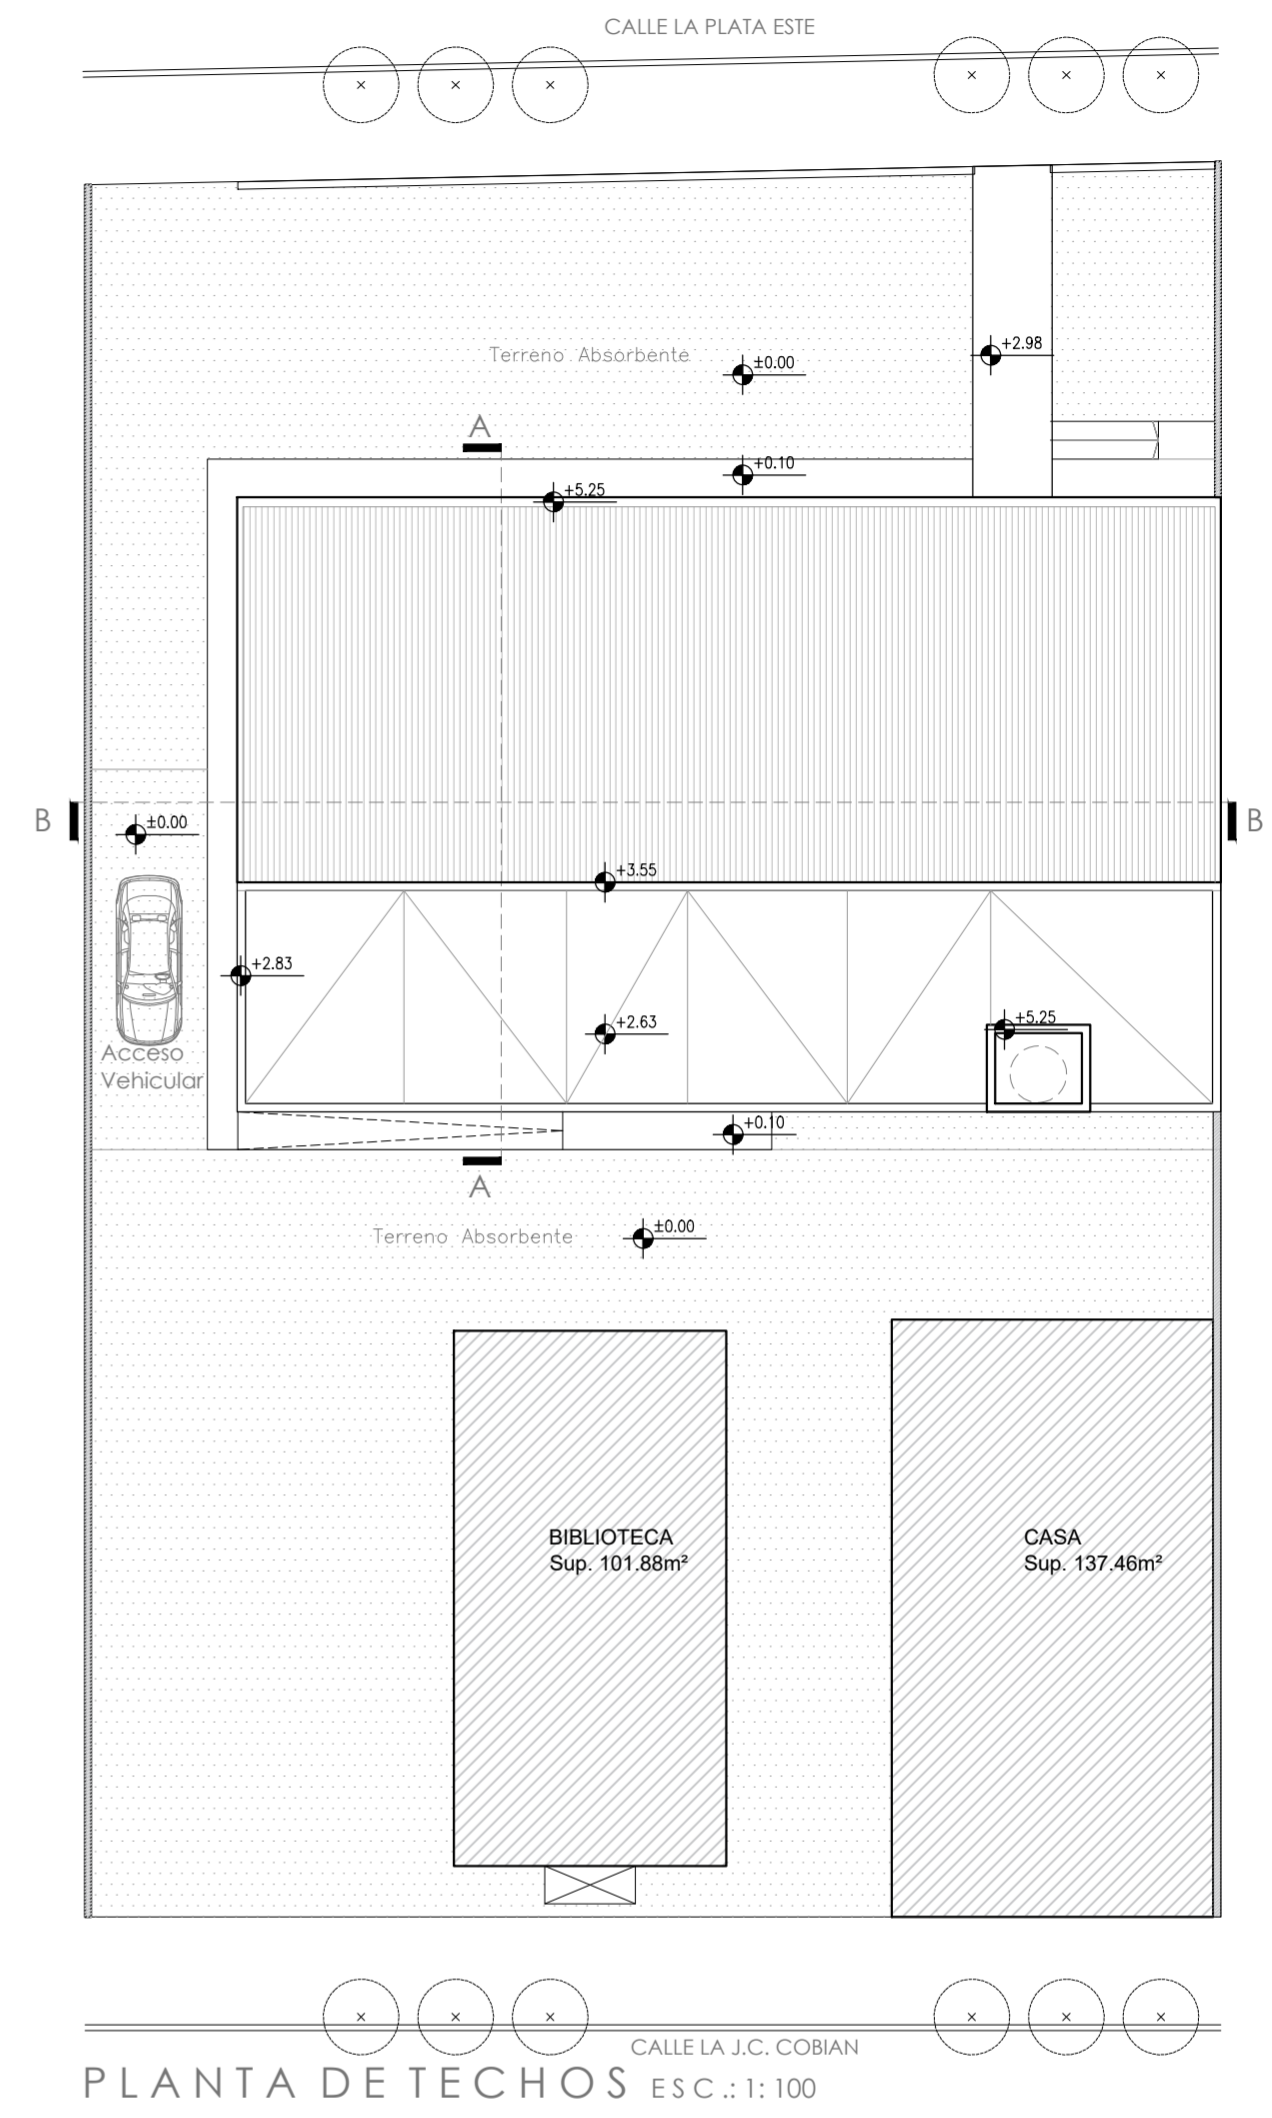 CALLE LA PLATA ESTE
+2.98
Terreno Absorbente
±0.00
A
+0.10
+5.25
B
B
±0.00
+3.55
+2.83
+2.63
+5.25
Acceso
Vehicular
+0.10
A
Terreno Absorbente
±0.00
BIBLIOTECA
Sup. 101.88m²
CASA
Sup. 137.46m²
CALLE LA J.C. COBIAN
PLANTA DE TECHOS ESC.: 1: 100